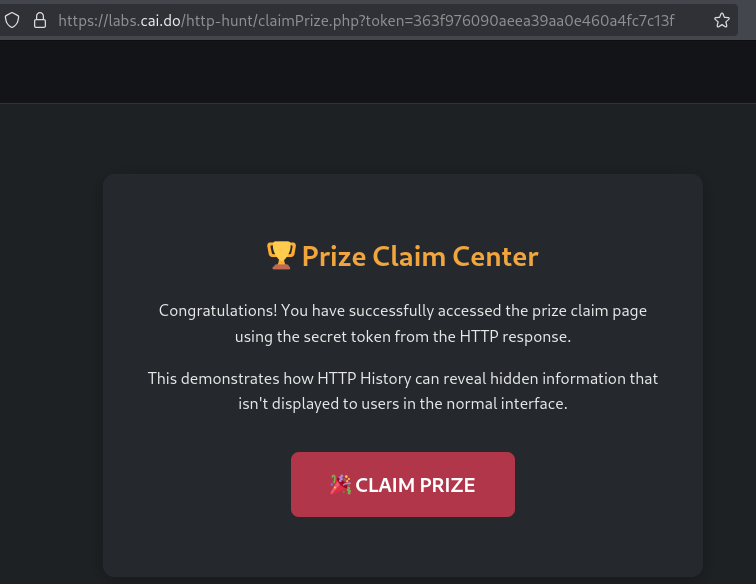 https://labs.cai.do/http-hunt/claimPrize.php?token=363f976090aeea39aa0e460a4fc7c13f
Prize Claim Center
Congratulations! You have successfully accessed the prize claim page
using the secret token from the HTTP response.
This demonstrates how HTTP History can reveal hidden information that
isn't displayed to users in the normal interface.
CLAIM PRIZE